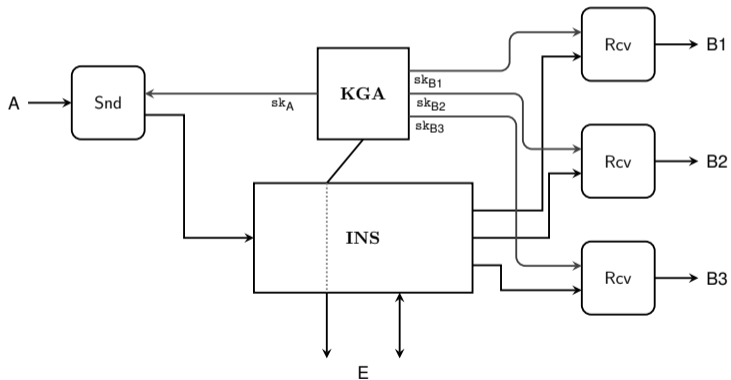 Rcv
B1
KGA
sk_B1
A
Snd
sk_A
sk_B2
sk_B3
Rcv
B2
INS
Rcv
B3
E